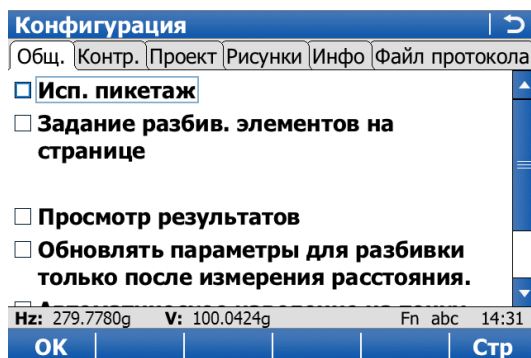 Конфигурация
Общ. Контр. Проект Рисунки Инфо Файл протокола
Исп. пикетаж
Задание разбив. элементов на
странице
Просмотр результатов
Обновлять параметры для разбивки
только после измерения расстояния.
Hz: 279.7780g V: 100.0424g Fn abc 14:31
OK Стр